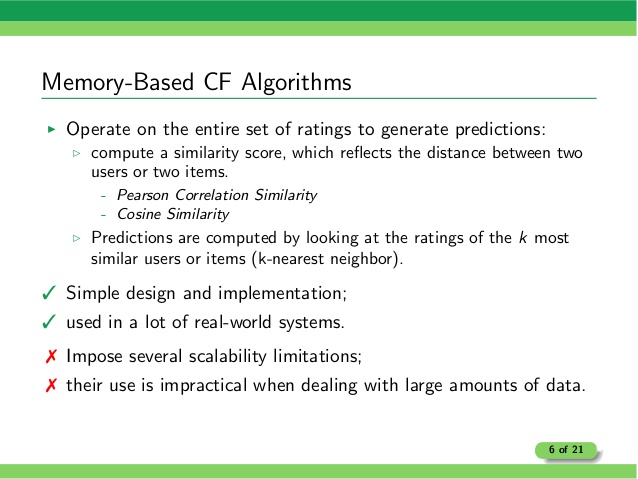 Memory-Based CF Algorithms
▶ Operate on the entire set of ratings to generate predictions:
▷ compute a similarity score, which reflects the distance between two
users or two items.
- Pearson Correlation Similarity
- Cosine Similarity
▷ Predictions are computed by looking at the ratings of the k most
similar users or items (k-nearest neighbor).
✓ Simple design and implementation;
✓ used in a lot of real-world systems.
✗ Impose several scalability limitations;
✗ their use is impractical when dealing with large amounts of data.
6 of 21